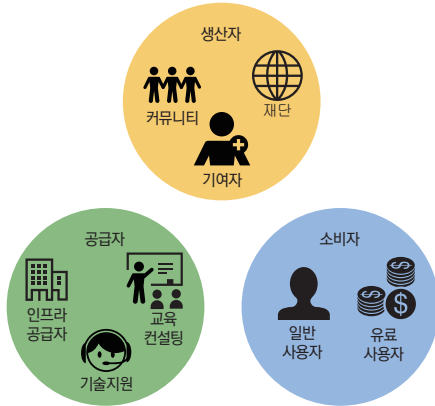 생산자
커뮤니티
재단
기여자
공급자
인프라
공급자
교육
컨설팅
기술지원
소비자
일반
사용자
유료
사용자